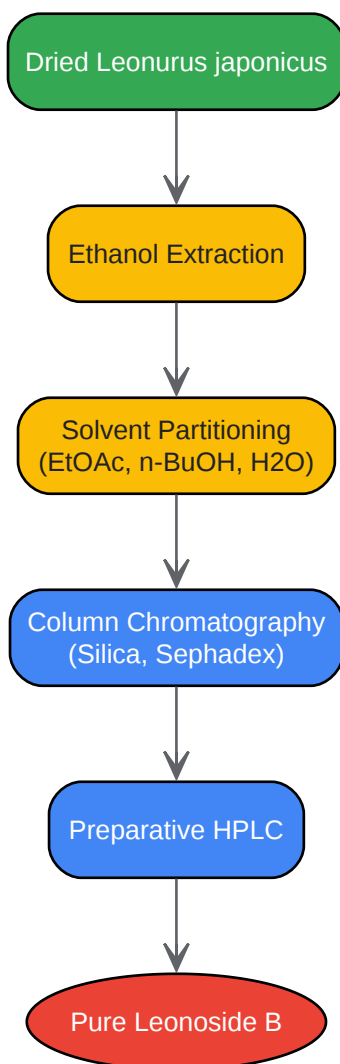 Dried Leonurus japonicus
Ethanol Extraction
Solvent Partitioning
(EtOAc, n-BuOH, H2O)
Column Chromatography
(Silica, Sephadex)
Preparative HPLC
Pure Leonoside B